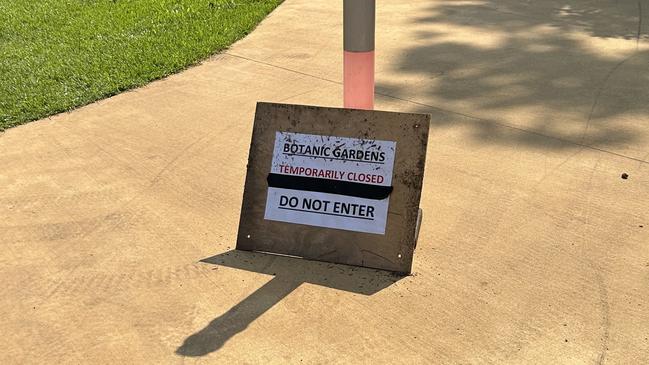 BOTANIC GARDENS
TEMPORARILY CLOSED
DO NOT ENTER